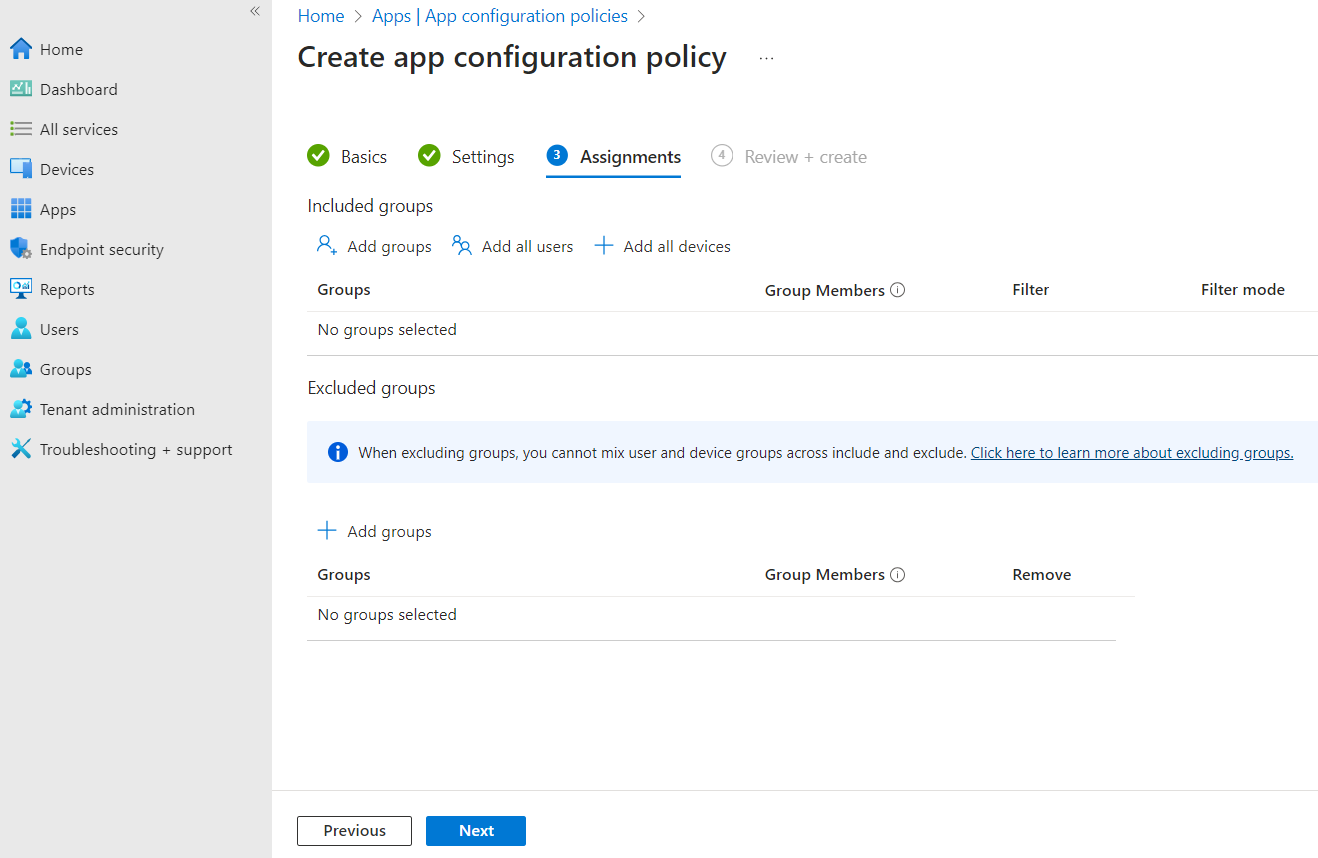 «
Home
Dashboard
All services
Devices
Apps
Endpoint security
Reports
Users
Groups
Tenant administration
Troubleshooting + support
Home > Apps | App configuration policies >
Create app configuration policy ...
Basics Settings 3 Assignments 4 Review + create
Included groups
Add groups Add all users Add all devices
Groups Group Members Filter Filter mode
No groups selected
Excluded groups
When excluding groups, you cannot mix user and device groups across include and exclude. Click here to learn more about excluding groups.
Add groups
Groups Group Members Remove
No groups selected
Previous Next